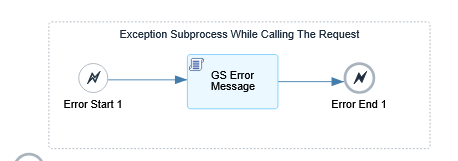 Exception Subprocess While Calling The Request
GS Error
Message
Error Start 1
Error End 1